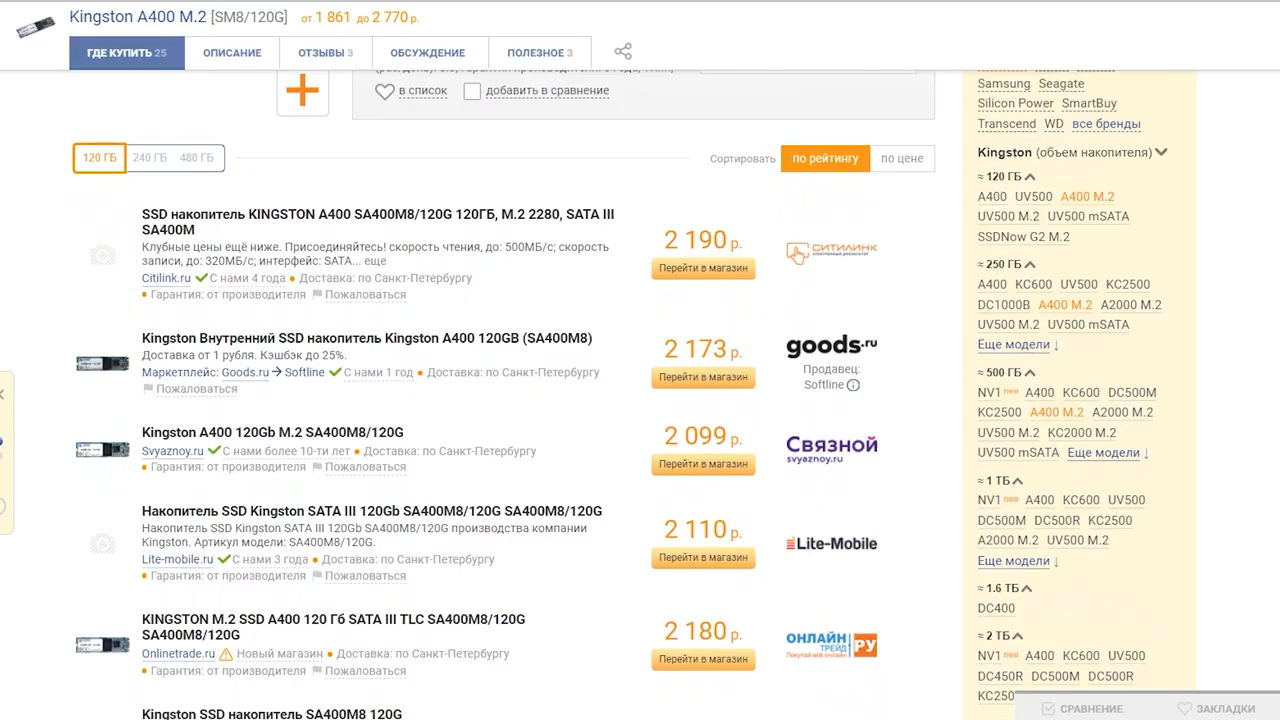 Kingston A400 M.2 [SM8/120G] от 1 861 до 2 770 р.
ГДЕ КУПИТЬ 25 ОПИСАНИЕ ОТЗЫВЫ 3 ОБСУЖДЕНИЕ ПОЛЕЗНОЕ 3
в список добавить в сравнение
120 ГБ 240 ГБ 480 ГБ
Сортировать по рейтингу по цене
SSD накопитель KINGSTON A400 SA400M8/120G 120ГБ, M.2 2280, SATA III
SA400M
Клубные цены ещё ниже. Присоединяйтесь! скорость чтения, до: 500МБ/с; скорость
записи, до: 320МБ/с; интерфейс: SATA... еще
Citilink.ru С нами 4 года • Доставка: по Санкт-Петербургу
• Гарантия: от производителя Пожаловаться
2 190 р.
Перейти в магазин
СИТИЛИНК
Kingston Внутренний SSD накопитель Kingston A400 120GB (SA400M8)
Доставка от 1 рубля. Кэшбэк до 25%.
Маркетплейс: Goods.ru → Softline С нами 1 год • Доставка: по Санкт-Петербургу
Пожаловаться
2 173 р.
Перейти в магазин
goods.ru
Продавец:
Softline
Kingston A400 120Gb M.2 SA400M8/120G
Svyaznoy.ru С нами более 10-ти лет • Доставка: по Санкт-Петербургу
• Гарантия: от производителя Пожаловаться
2 099 р.
Перейти в магазин
Связной
svyaznoy.ru
Накопитель SSD Kingston SATA III 120Gb SA400M8/120G SA400M8/120G
Накопитель SSD Kingston SATA III 120Gb SA400M8/120G производства компании
Kingston. Артикул модели: SA400M8/120G.
Lite-mobile.ru С нами 3 года • Доставка: по Санкт-Петербургу
• Гарантия: от производителя Пожаловаться
2 110 р.
Перейти в магазин
Lite-Mobile
KINGSTON M.2 SSD A400 120 Гб SATA III TLC SA400M8/120G
SA400M8/120G
Onlinetrade.ru Новый магазин • Доставка: по Санкт-Петербургу
• Гарантия: от производителя Пожаловаться
2 180 р.
Перейти в магазин
ОНЛАЙН
ТРЕЙД РУ
Покупай всё онлайн!
Kingston SSD накопитель SA400M8 120G
Samsung Seagate
Silicon Power SmartBuy
Transcend WD все бренды
Kingston (объем накопителя)
≈ 120 ГБ
A400 UV500 A400 M.2
UV500 M.2 UV500 mSATA
SSDNow G2 M.2
≈ 250 ГБ
A400 KC600 UV500 KC2500
DC1000B A400 M.2 A2000 M.2
UV500 M.2 UV500 mSATA
Еще модели ↓
≈ 500 ГБ
NV1 new A400 KC600 DC500M
KC2500 A400 M.2 A2000 M.2
UV500 M.2 KC2000 M.2
UV500 mSATA Еще модели ↓
≈ 1 ТБ
NV1 new A400 KC600 UV500
DC500M DC500R KC2500
A2000 M.2 UV500 M.2
Еще модели ↓
≈ 1.6 ТБ
DC400
≈ 2 ТБ
NV1 new A400 KC600 UV500
DC450R DC500M DC500R
СРАВНЕНИЕ ЗАКЛАДКИ